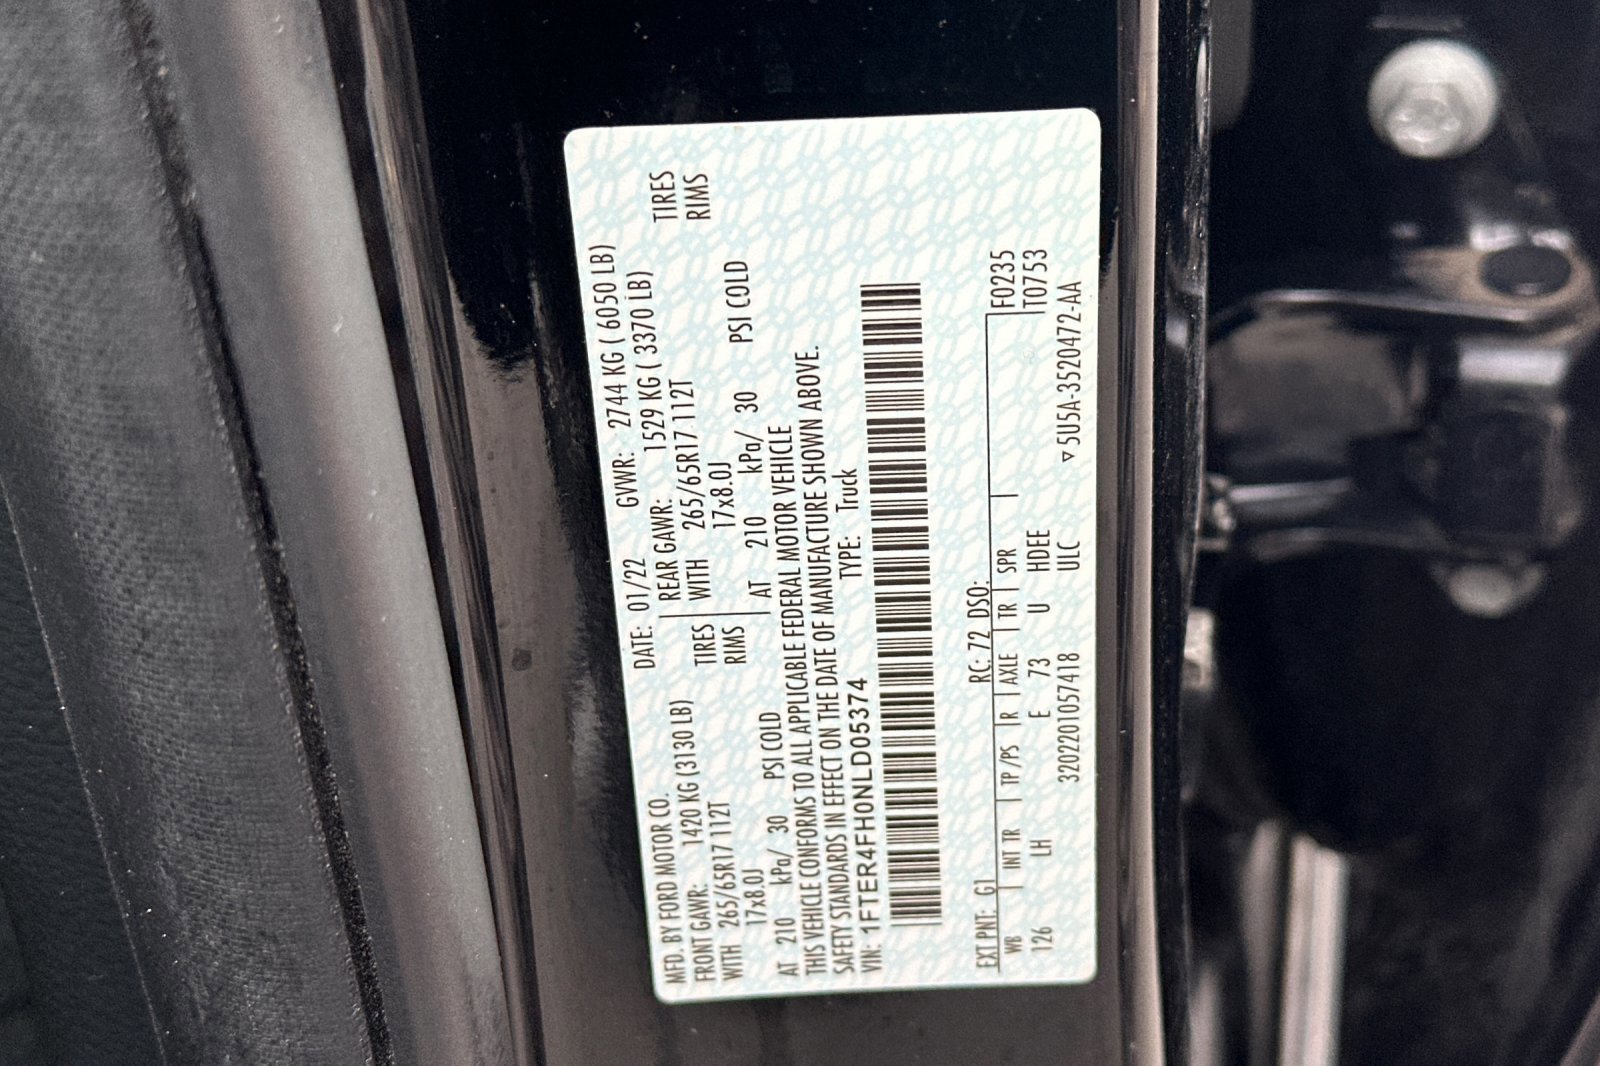 MFD. BY FORD MOTOR CO. DATE: 01/22 GVWR: 2744 KG ( 6050 LB)
FRONT GAWR: 1420 KG (3130 LB) REAR GAWR: 1529 KG ( 3370 LB)
WITH 265/65R17 112T TIRES WITH 265/65R17 112T TIRES
17x8.0J RIMS 17x8.0J RIMS
AT 210 kPa/ 30 PSI COLD AT 210 kPa/ 30 PSI COLD
THIS VEHICLE CONFORMS TO ALL APPLICABLE FEDERAL MOTOR VEHICLE
SAFETY STANDARDS IN EFFECT ON THE DATE OF MANUFACTURE SHOWN ABOVE.
VIN: 1FTER4FH0NLD05374 TYPE: Truck
EXT PNT: G1 RC: 72 DSO: F0235
WB INT TR TP/PS R AXLE TR SPR T0753
126 LH E 73 U HDEE
322201057418 ULC ▽ 5U5A-3520472-AA